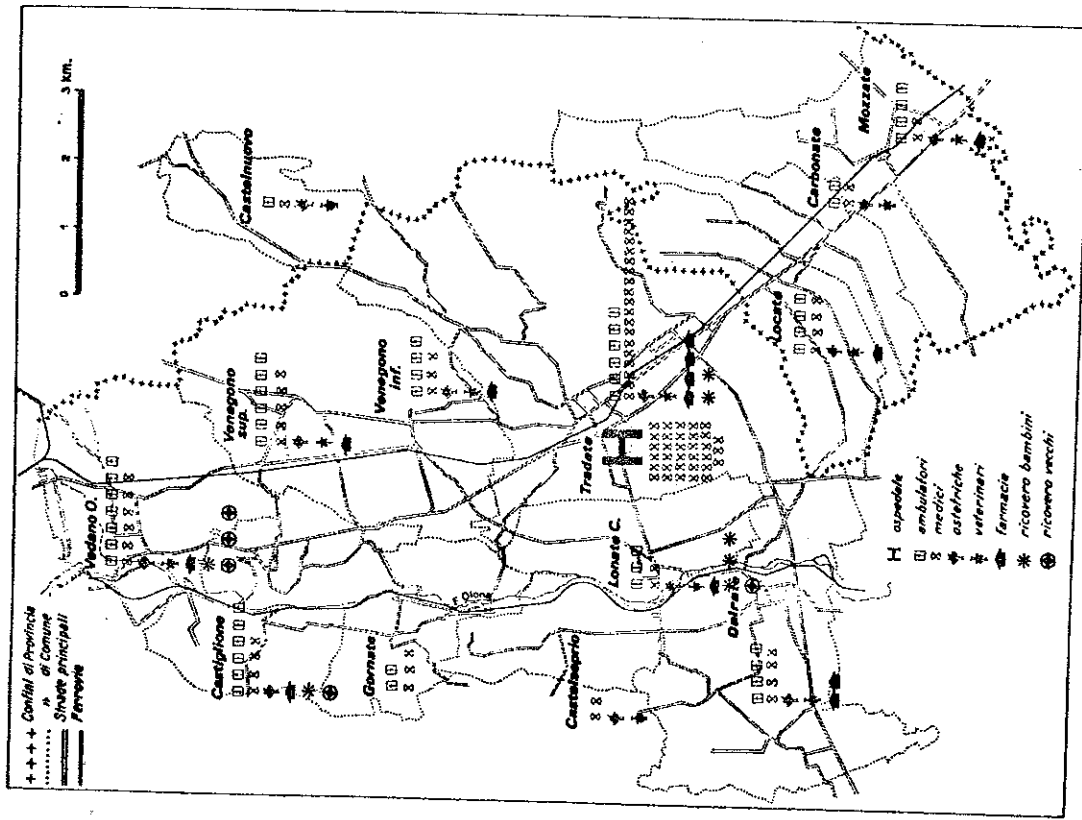 ++++ Confini di Provincia
........ " di Comune
Strade principali
Ferrovie
0 1 2 3 km.
Vedano O.
Castiglione
Venegono
sup.
Castelnuovo
Gornate
F. Olona
Venegono
inf.
Castelseprio
Lonate C.
Tradate
H
Dairate
Locate
Carbonate
Mozzate
H ospedale
ambulatori
medici
ostetriche
veterinari
farmacie
ricovero bambini
ricovero vecchi